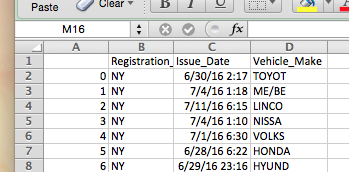 Paste Clear B I U
M16 fx
A B C D
1 Registration_ Issue_Date Vehicle_Make
2 0 NY 6/30/16 2:17 TOYOT
3 1 NY 7/4/16 1:18 ME/BE
4 2 NY 7/11/16 6:15 LINCO
5 3 NY 7/4/16 1:10 NISSA
6 4 NY 7/1/16 6:30 VOLKS
7 5 NY 6/28/16 6:22 HONDA
8 6 NY 6/29/16 23:16 HYUND